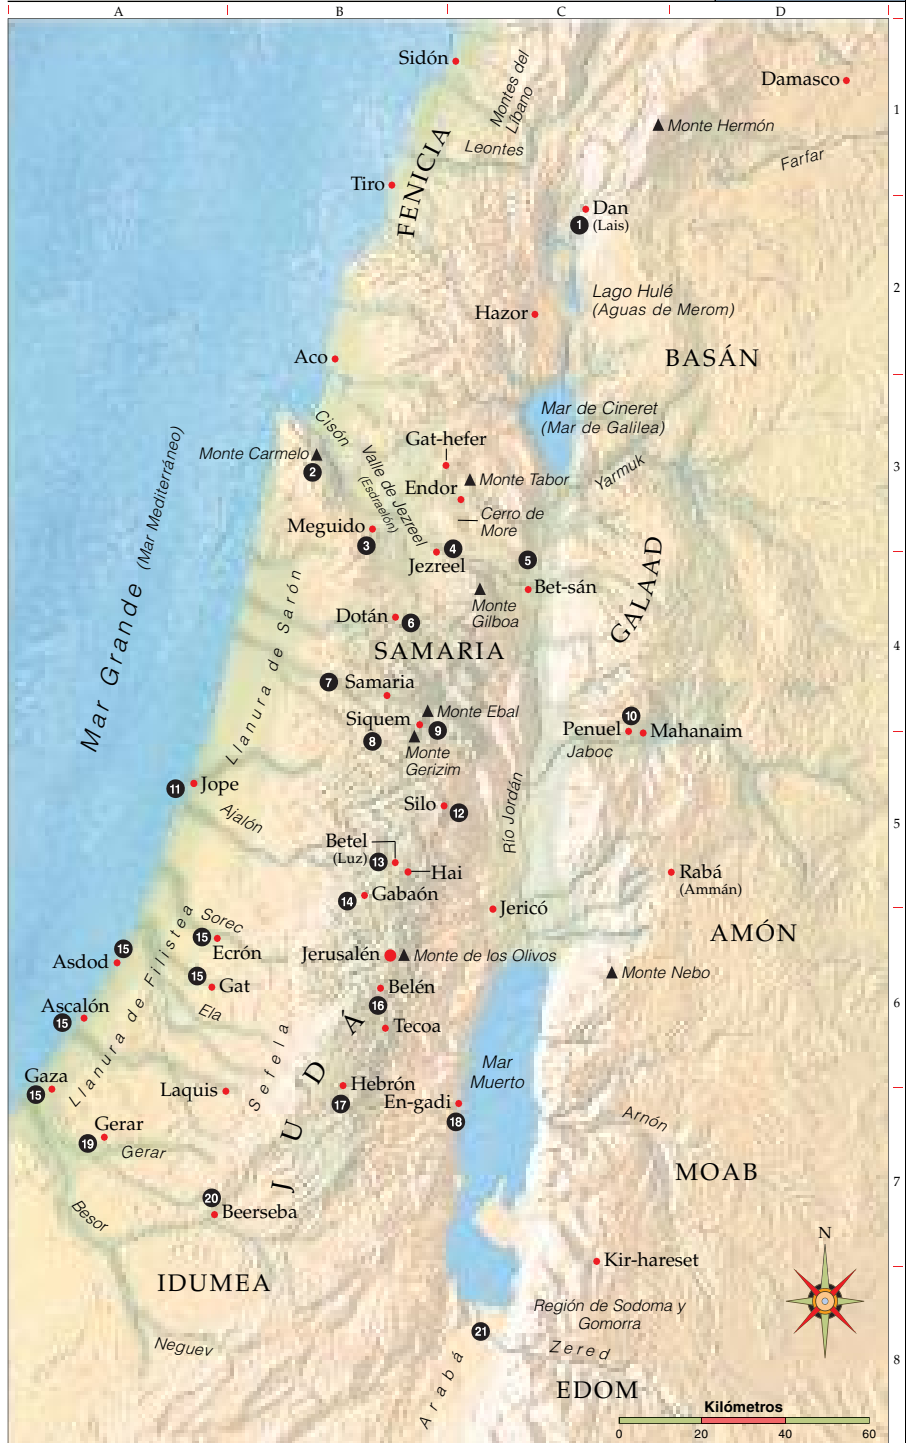 A B C D
Sidón
Montes del
Líbano
Damasco
1
Monte Hermón
Leontes
Farfar
FENICIA
Tiro
Dan
(Lais)
1
Lago Hulé
(Aguas de Merom)
2
Hazor
BASÁN
Aco
Mar de Cineret
(Mar de Galilea)
Cisón
Gat-hefer
Monte Carmelo
2
Valle de Jezreel
(Esdraelón)
Monte Tabor
Yarmuk
3
Endor
Cerro de
More
Meguido
3
4
Jezreel
5
Bet-sán
Monte
Gilboa
GALAAD
Mar Grande (Mar Mediterráneo)
Llanura de Sarón
Dotán
6
SAMARIA
4
7
Samaria
Monte Ebal
Siquem
8
9
Monte
Gerizim
10
Penuel
Mahanaim
Jaboc
11
Jope
Río Jordán
Silo
12
Ajalón
5
Betel
(Luz)
13
Hai
Rabá
(Ammán)
14
Gabaón
Jericó
Sorec
15
Ecrón
AMÓN
Llanura de Filistea
15
Asdod
Jerusalén
Monte de los Olivos
Monte Nebo
15
Gat
Belén
16
6
Ascalón
15
Ela
Tecoa
JUDÁ
Sefela
Mar
Muerto
Gaza
15
Laquis
Hebrón
17
En-gadi
18
Arnón
Gerar
19
Gerar
MOAB
7
20
Beerseba
Besor
Kir-hareset
N
IDUMEA
Región de Sodoma y
Gomorra
21
Neguev
Zered
8
Arabá
EDOM
Kilómetros
0 20 40 60